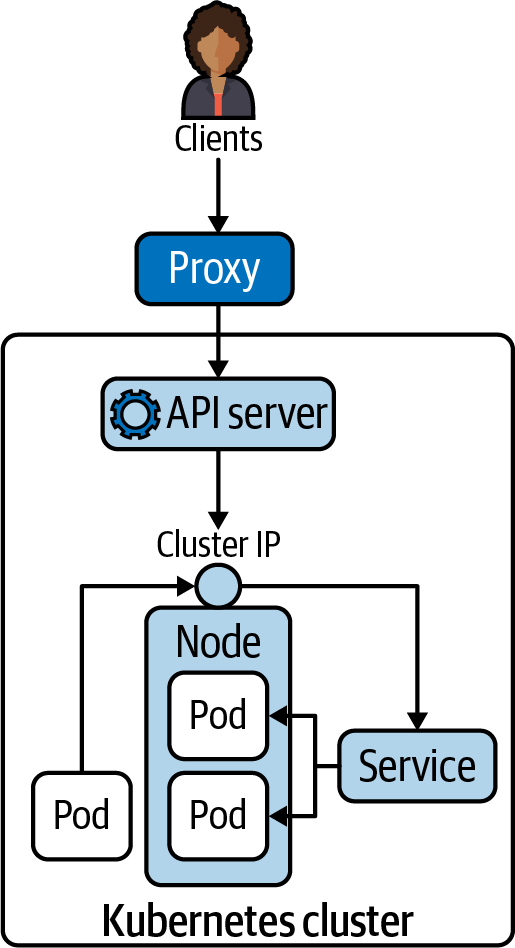 Clients
Proxy
API server
Cluster IP
Node
Pod
Service
Pod
Pod
Kubernetes cluster